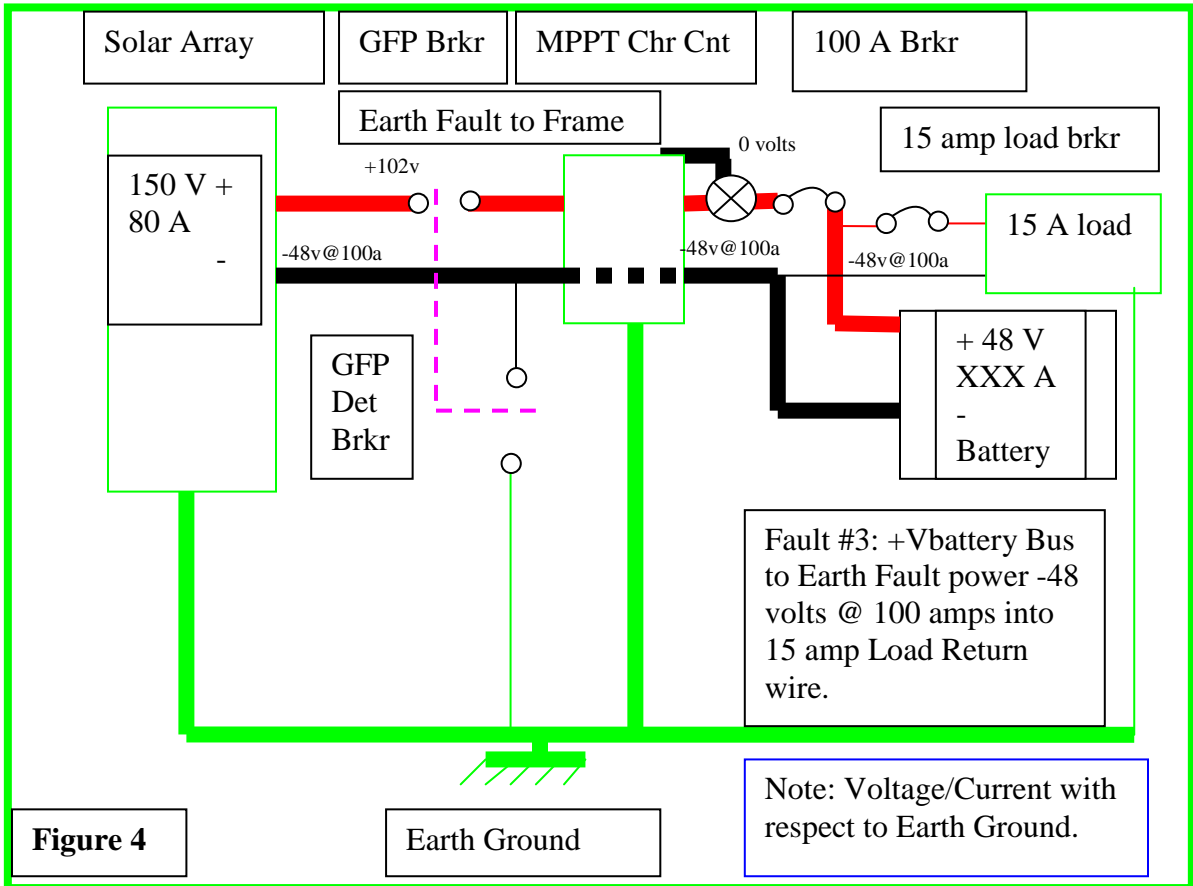 Solar Array
GFP Brkr
MPPT Chr Cnt
100 A Brkr
Earth Fault to Frame
0 volts
15 amp load brkr
150 V +
80 A
-
+102v
-48v@100a
-48v@100a
-48v@100a
15 A load
GFP
Det
Brkr
+ 48 V
XXX A
-
Battery
Fault #3: +Vbattery Bus
to Earth Fault power -48
volts @ 100 amps into
15 amp Load Return
wire.
Note: Voltage/Current with
respect to Earth Ground.
Figure 4
Earth Ground